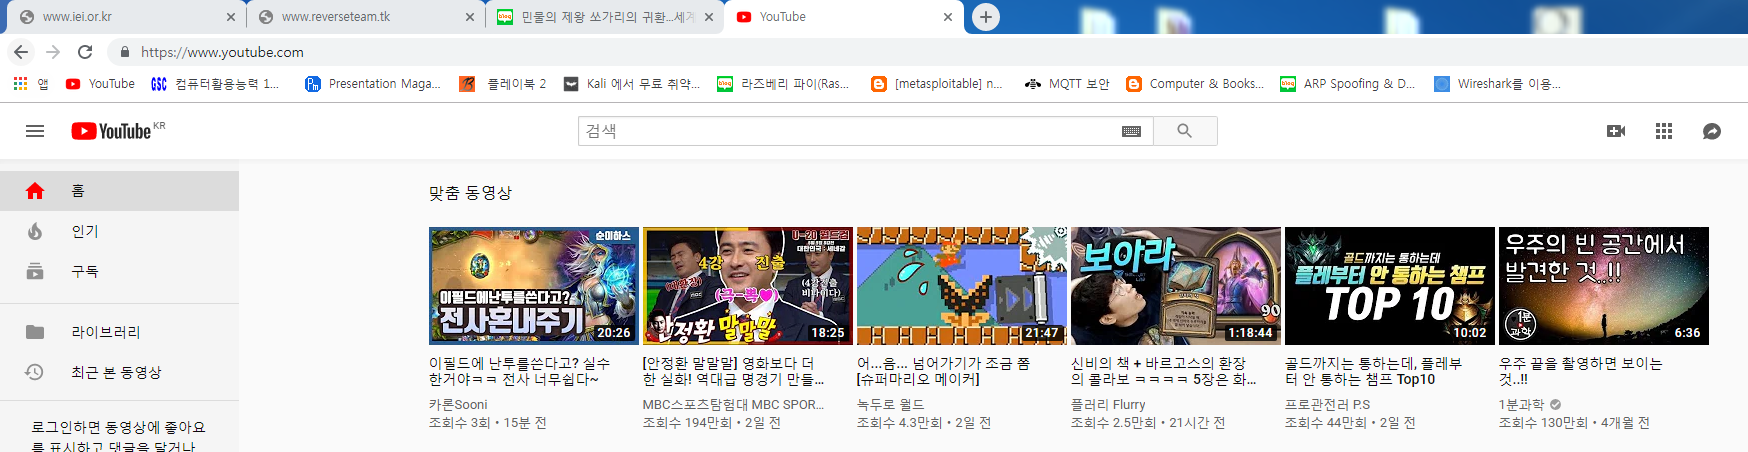 www.iei.or.kr
www.reverseteam.tk
민물의 제왕 쏘가리의 귀환...세계
YouTube
https://www.youtube.com
앱
YouTube
컴퓨터활용능력 1...
Presentation Maga...
플레이북 2
Kali 에서 무료 취약...
라즈베리 파이(Ras...
[metasploitable] n...
MQTT 보안
Computer & Books...
ARP Spoofing & D...
Wireshark를 이용...
YouTube KR
검색
홈
인기
구독
라이브러리
최근 본 동영상
로그인하면 동영상에 좋아요
를 표시하고 댓글을 달거나
맞춤 동영상
순이하스
이필드에난투를쓴다고?
전사혼내주기
20:26
이필드에 난투를쓴다고? 실수
한거야ㅋㅋ 전사 너무쉽다~
카론Sooni
조회수 3회 • 15분 전
U-20 월드컵
대한민국 : 세네갈
4강 진출
(극-뽁♥)
(4강진출
비화이다)
안정환 말말말
18:25
[안정환 말말말] 영화보다 더
한 실화! 역대급 명경기 만들...
MBC스포츠탐험대 MBC SPOR...
조회수 194만회 • 2일 전
21:47
어...음... 넘어가기가 조금 쫌
[슈퍼마리오 메이커]
녹두로 월드
조회수 4.3만회 • 2일 전
보아라
90
1:18:44
신비의 책 + 바르고스의 환장
의 콜라보 ㅋㅋㅋㅋ 5장은 화...
플러리 Flurry
조회수 2.5만회 • 21시간 전
골드까지는 통하는데
플레부터 안 통하는 챔프
TOP 10
10:02
골드까지는 통하는데, 플레부
터 안 통하는 챔프 Top10
프로관전러 P.S
조회수 44만회 • 2일 전
우주의 빈 공간에서
발견한 것..!!
1분
과학
6:36
우주 끝을 촬영하면 보이는
것..!!
1분과학
조회수 130만회 • 4개월 전